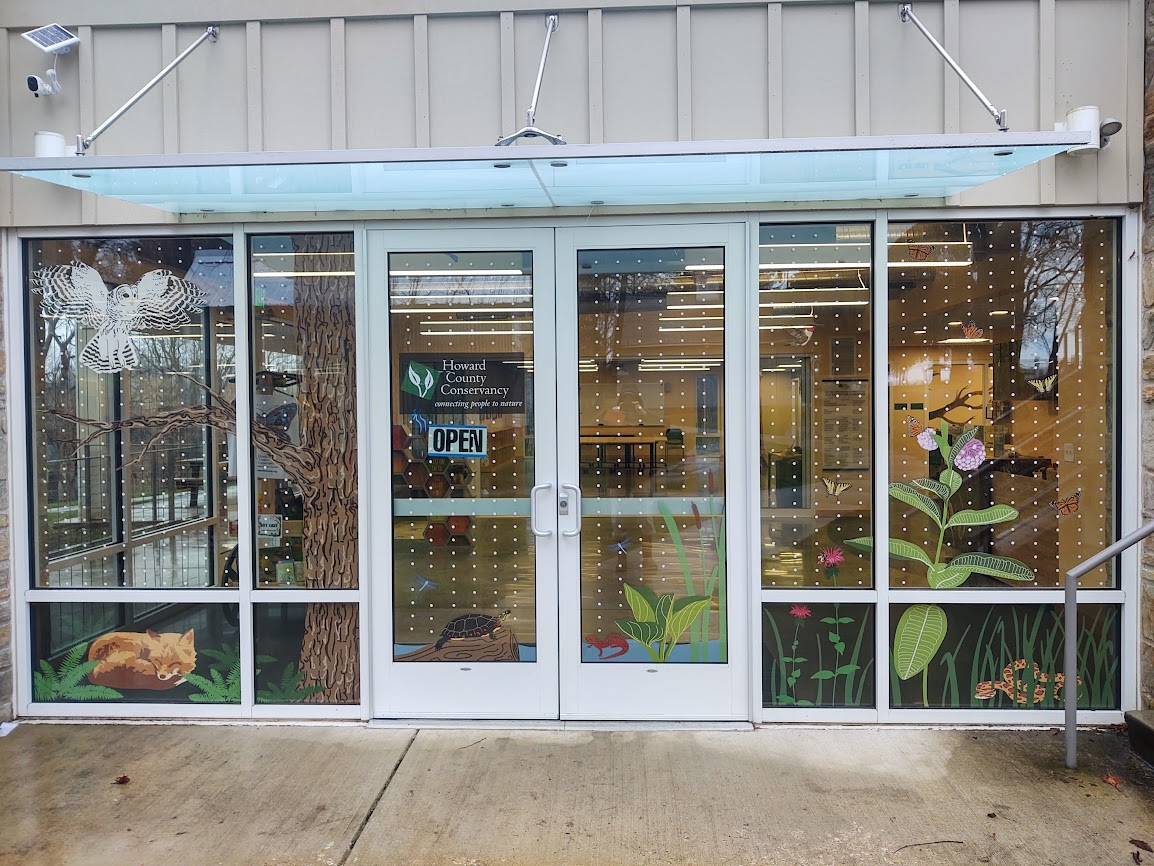 Howard
County
Conservancy
connecting people to nature
OPEN